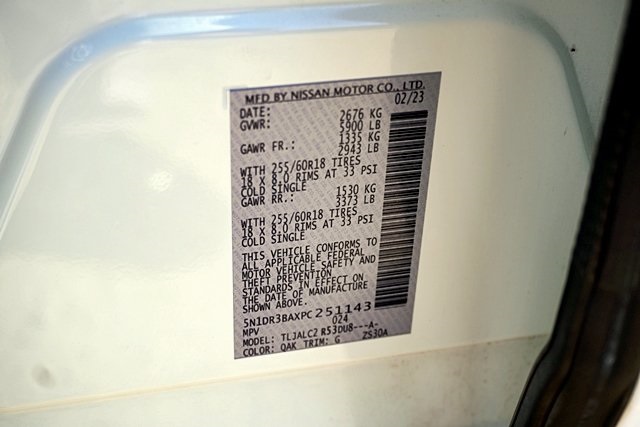 MFD BY NISSAN MOTOR CO., LTD.
DATE: 02/23
GVWR: 2676 KG
5900 LB
GAWR FR.: 1335 KG
2943 LB
WITH 255/60R18 TIRES
18 X 8.0 RIMS AT 33 PSI
COLD SINGLE
GAWR RR.: 1530 KG
3373 LB
WITH 255/60R18 TIRES
18 X 8.0 RIMS AT 33 PSI
COLD SINGLE
THIS VEHICLE CONFORMS TO
ALL APPLICABLE FEDERAL
MOTOR VEHICLE SAFETY AND
THEFT PREVENTION
STANDARDS IN EFFECT ON
THE DATE OF MANUFACTURE
SHOWN ABOVE.
5N1DR3BAXPC251143
MPV 024
MODEL: TLJALC2 R53DU8---A-
COLOR: QAK TRIM: G ZS30A